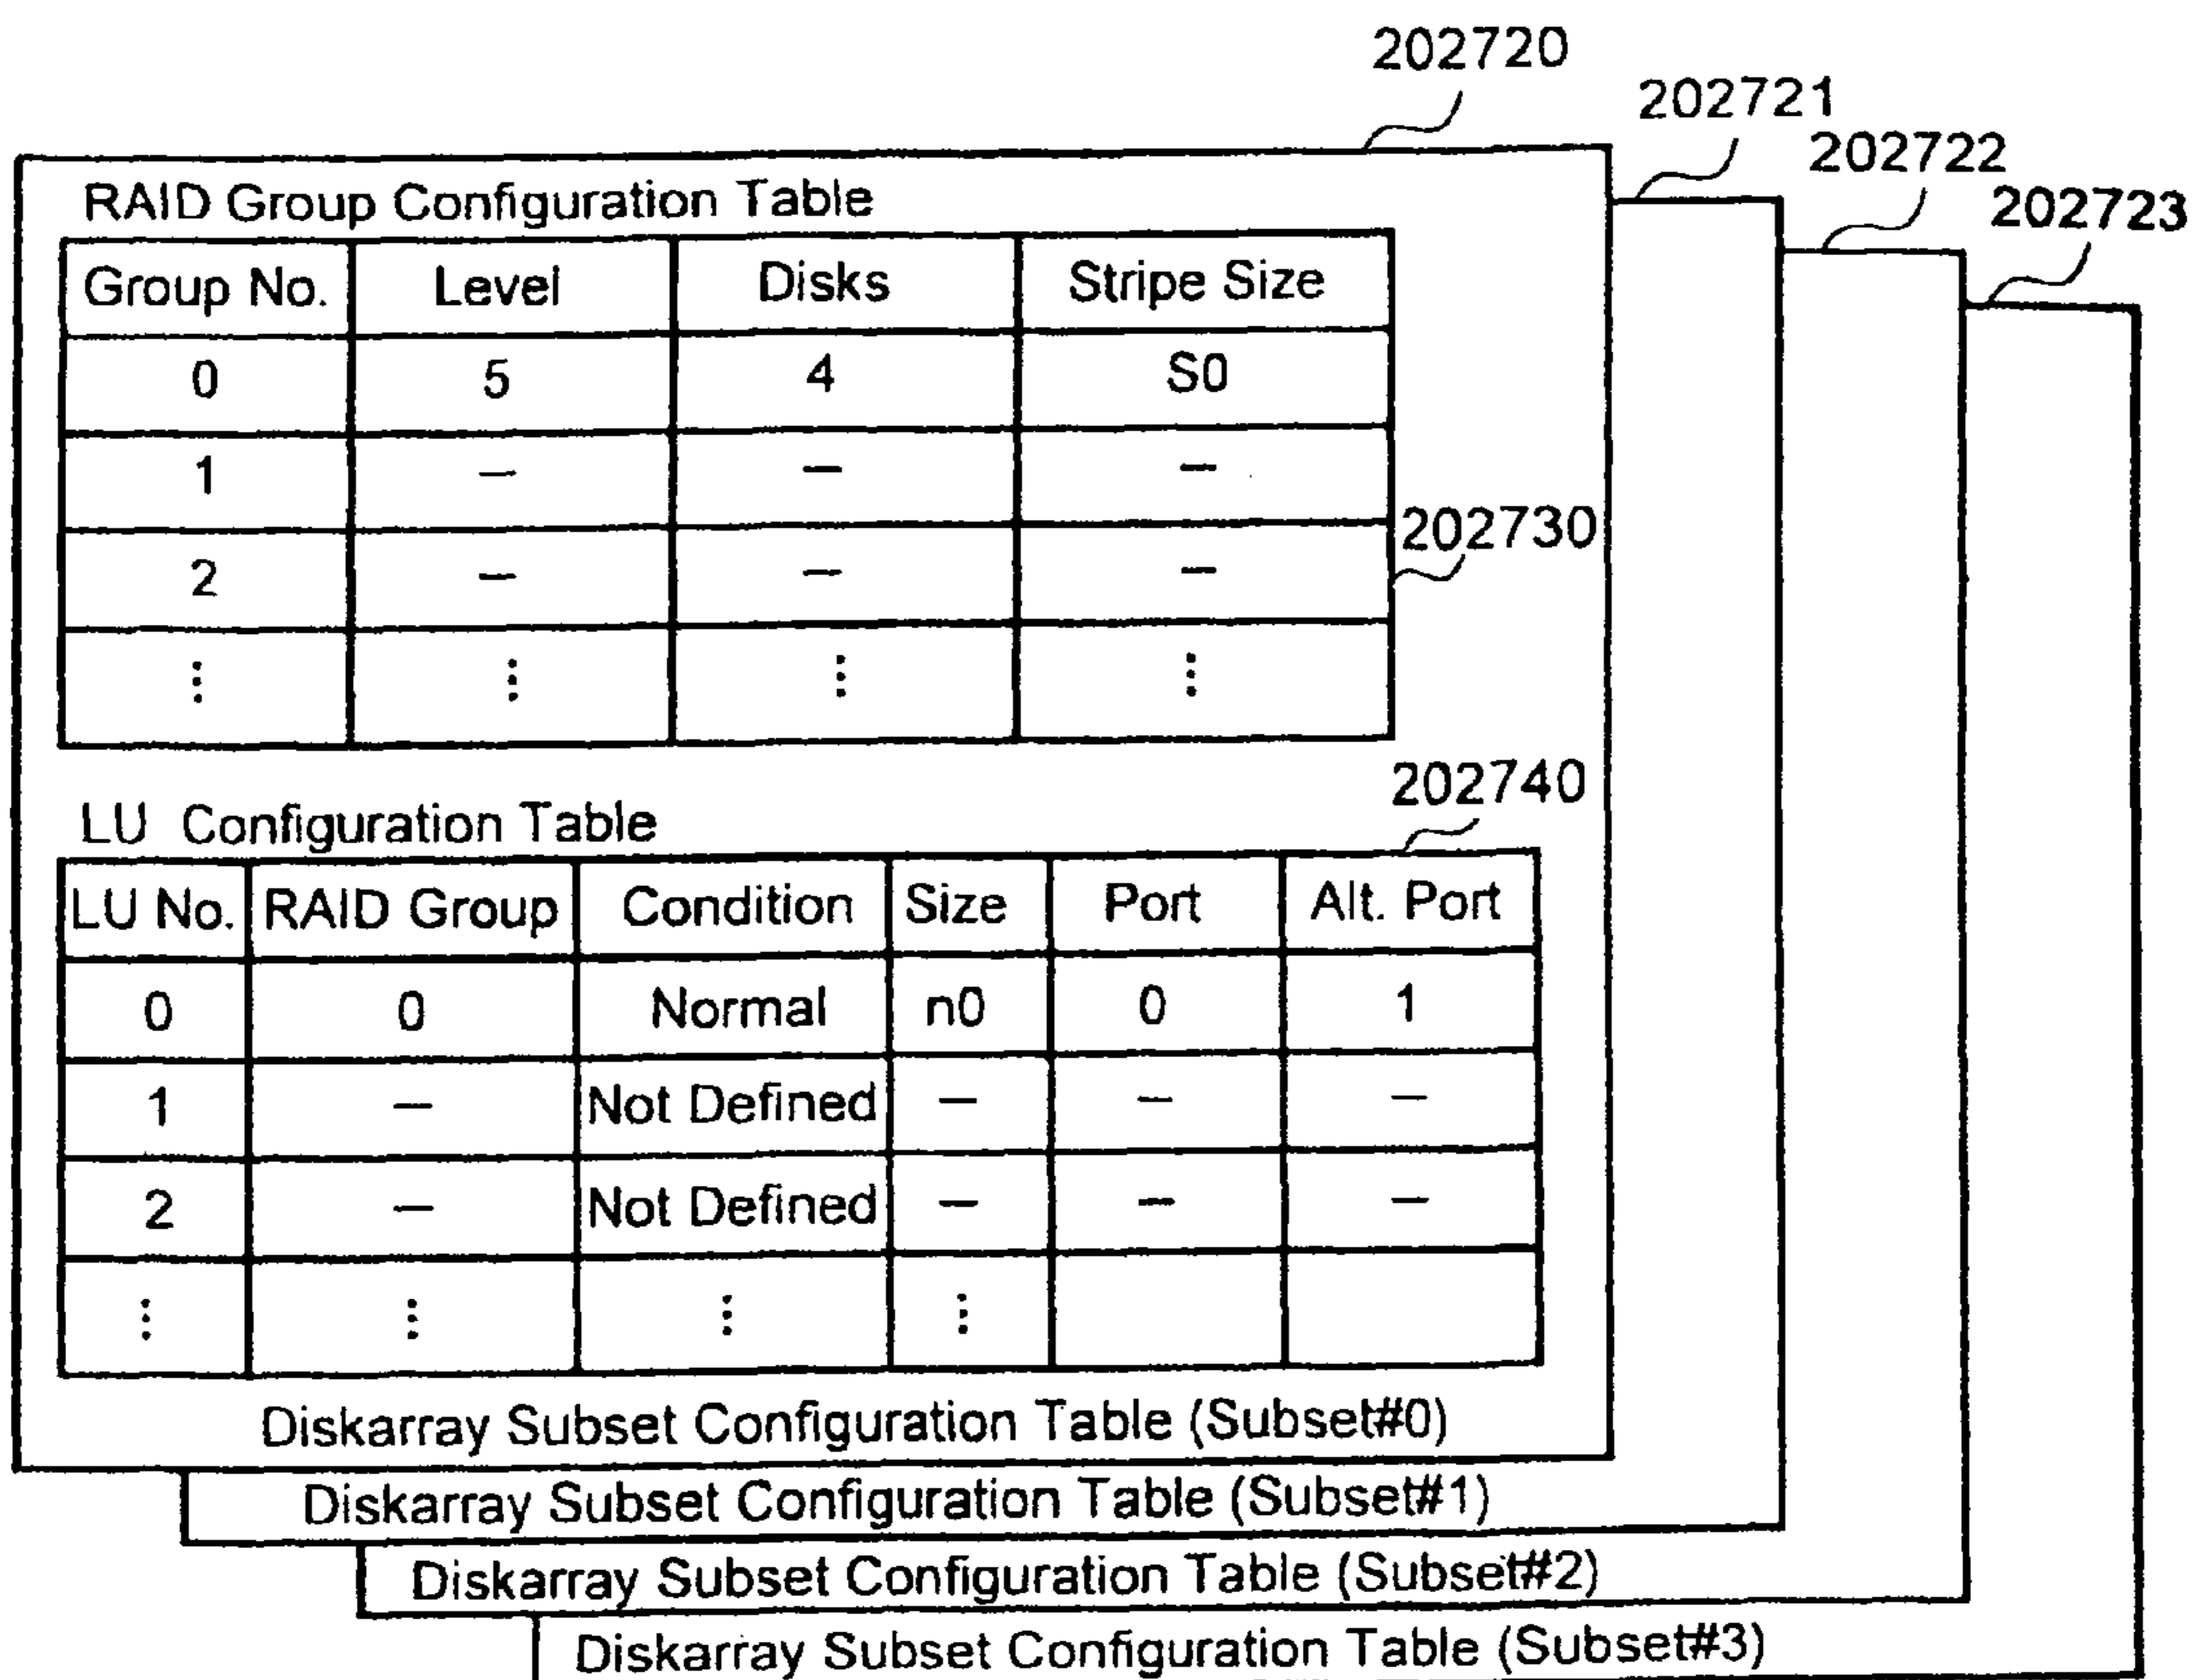 202720
202721
202722
202723
RAID Group Configuration Table
Group No. Level Disks Stripe Size
0 5 4 S0
1 – – –
202730
2 – – –
⋮ ⋮ ⋮ ⋮
202740
LU Configuration Table
LU No. RAID Group Condition Size Port Alt. Port
0 0 Normal n0 0 1
1 – Not Defined – – –
2 – Not Defined – – –
⋮ ⋮ ⋮ ⋮
Diskarray Subset Configuration Table (Subset#0)
Diskarray Subset Configuration Table (Subset#1)
Diskarray Subset Configuration Table (Subset#2)
Diskarray Subset Configuration Table (Subset#3)